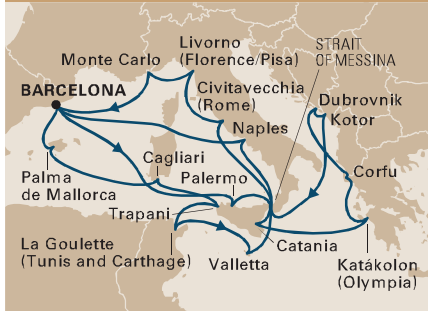 Livorno
(Florence/Pisa)
STRAIT
OF MESSINA
Monte Carlo
BARCELONA
Civitavecchia
(Rome)
Dubrovnik
Kotor
Naples
Cagliari
Palermo
Corfu
Palma
de Mallorca
Trapani
La Goulette
(Tunis and Carthage)
Valletta
Catania
Katákolon
(Olympia)